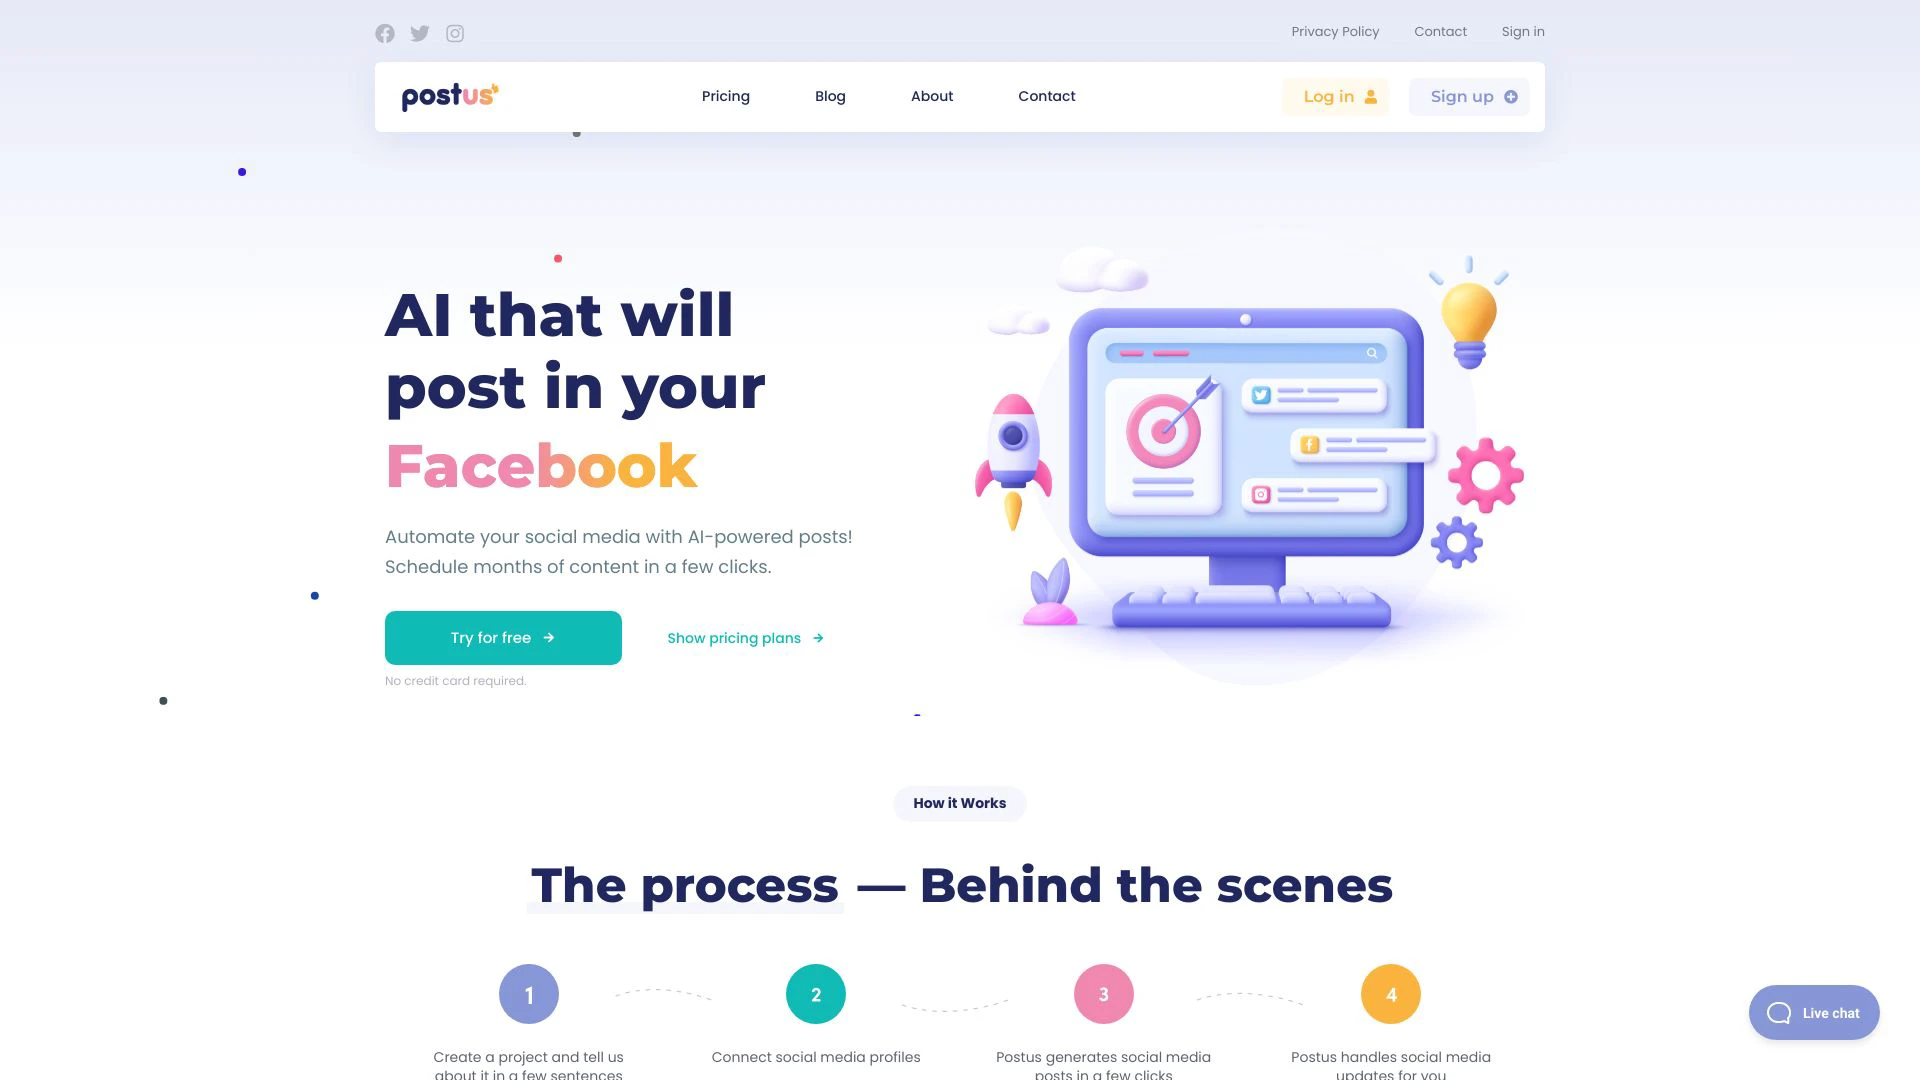 Privacy Policy Contact Sign in
postus
Pricing Blog About Contact
Log in Sign up
AI that will
post in your
Facebook
Automate your social media with AI-powered posts!
Schedule months of content in a few clicks.
Try for free Show pricing plans
No credit card required.
How it Works
The process — Behind the scenes
1 2 3 4
Create a project and tell us
about it in a few sentences
Connect social media profiles
Postus generates social media
posts in a few clicks
Postus handles social media
updates for you
Live chat